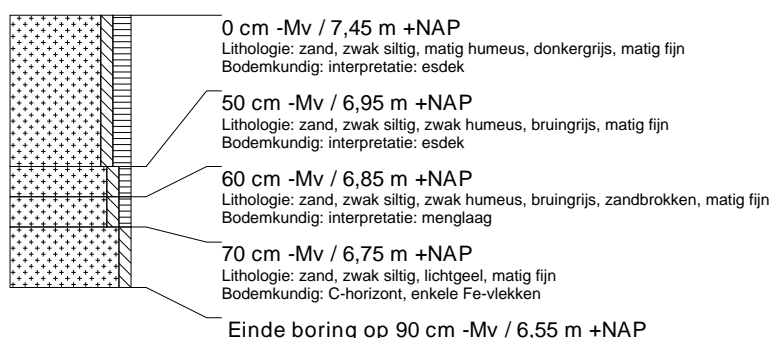 0 cm -Mv / 7,45 m +NAP
Lithologie: zand, zwak siltig, matig humeus, donkergrijs, matig fijn
Bodemkundig: interpretatie: esdek
50 cm -Mv / 6,95 m +NAP
Lithologie: zand, zwak siltig, zwak humeus, bruingrijs, matig fijn
Bodemkundig: interpretatie: esdek
60 cm -Mv / 6,85 m +NAP
Lithologie: zand, zwak siltig, zwak humeus, bruingrijs, zandbrokken, matig fijn
Bodemkundig: interpretatie: menglaag
70 cm -Mv / 6,75 m +NAP
Lithologie: zand, zwak siltig, lichtgeel, matig fijn
Bodemkundig: C-horizont, enkele Fe-vlekken
Einde boring op 90 cm -Mv / 6,55 m +NAP